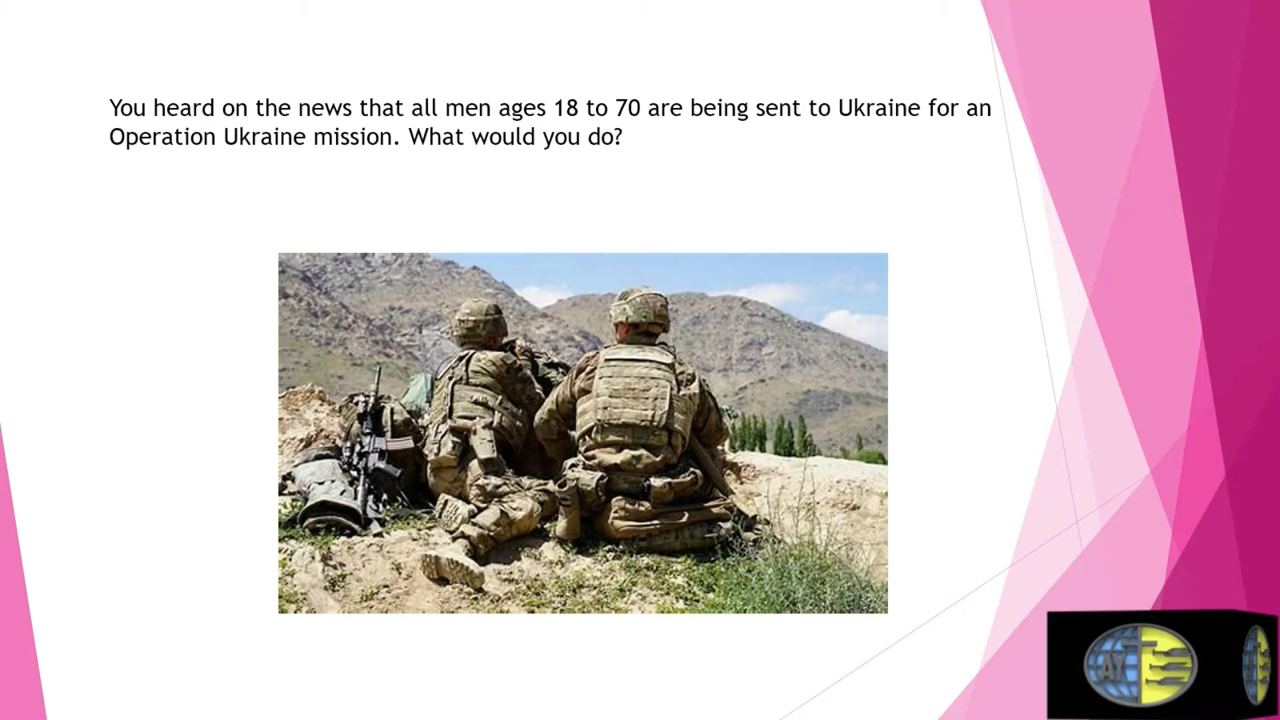 You heard on the news that all men ages 18 to 70 are being sent to Ukraine for an
Operation Ukraine mission. What would you do?